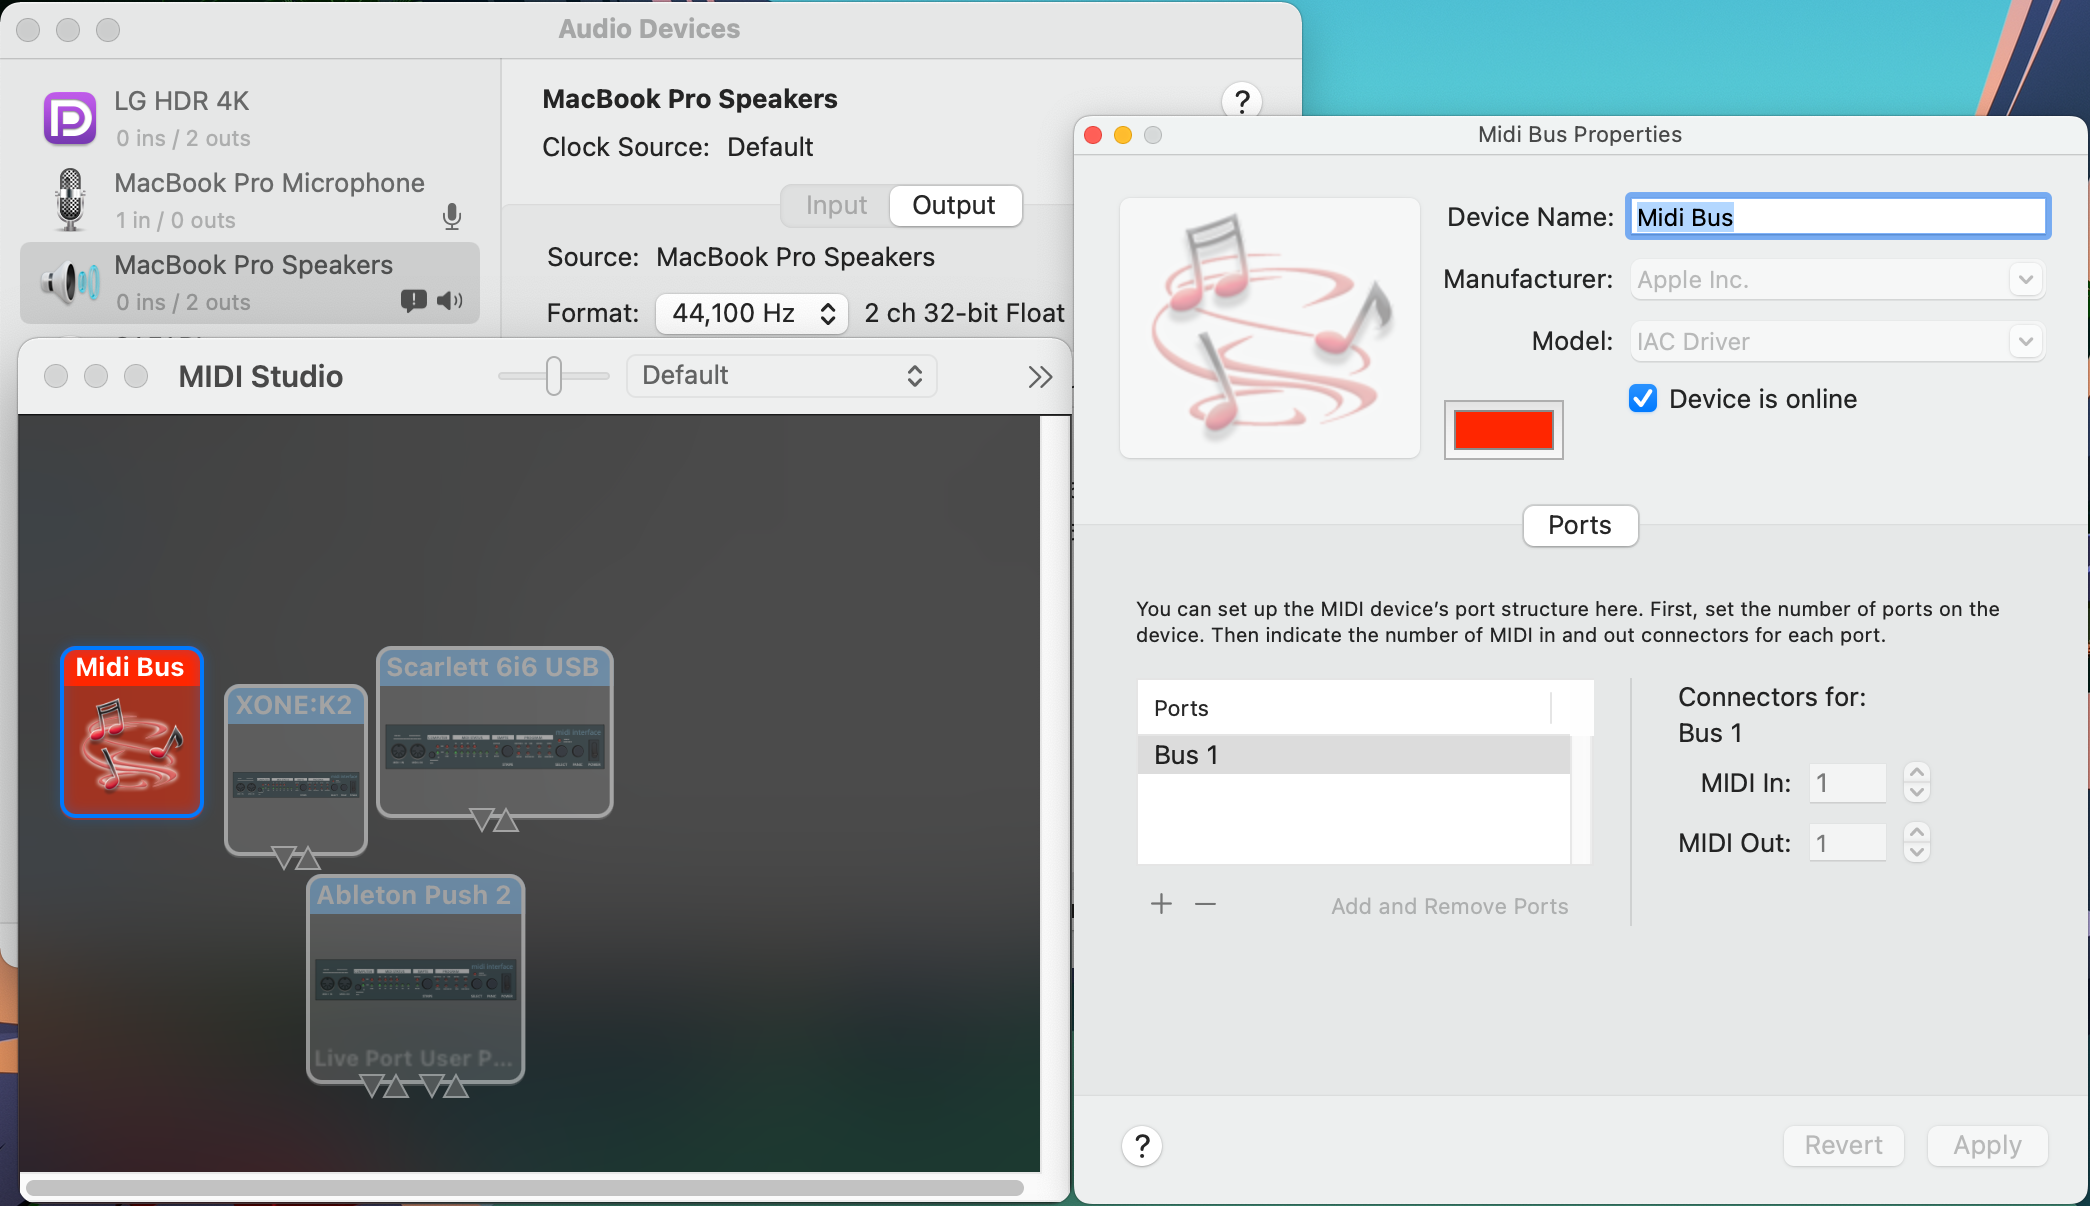 Audio Devices
LG HDR 4K
0 ins / 2 outs
MacBook Pro Microphone
1 in / 0 outs
MacBook Pro Speakers
0 ins / 2 outs
MacBook Pro Speakers
?
Clock Source: Default
Input
Output
Source: MacBook Pro Speakers
Format: 44,100 Hz 2 ch 32-bit Float
MIDI Studio
Default
Midi Bus
XONE:K2
Scarlett 6i6 USB
midi interface
Ableton Push 2
midi interface
Live Port User P...
Midi Bus Properties
Device Name: Midi Bus
Manufacturer: Apple Inc.
Model: IAC Driver
Device is online
Ports
You can set up the MIDI device's port structure here. First, set the number of ports on the
device. Then indicate the number of MIDI in and out connectors for each port.
Ports
Bus 1
Add and Remove Ports
Connectors for:
Bus 1
MIDI In: 1
MIDI Out: 1
?
Revert
Apply